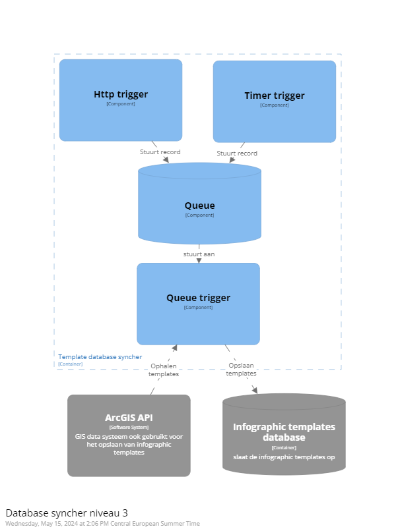 Http trigger
[Component]
Timer trigger
[Component]
Stuurt record
Stuurt record
Queue
[Component]
stuurt aan
Queue trigger
[Component]
Template database syncher
[Container]
Ophalen
templates
Opslaan
templates
ArcGIS API
[Software System]
GIS data systeem ook gebruikt voor
het opslaan van infographic
templates
Infographic templates
database
[Container]
slaat de infographic templates op
Database syncher niveau 3
Wednesday, May 15, 2024 at 2:06 PM Central European Summer Time